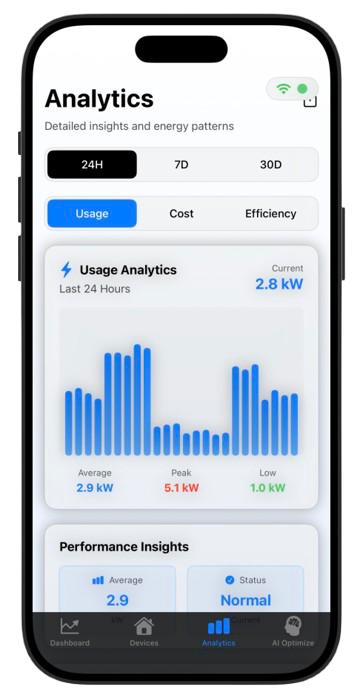 Analytics
Detailed insights and energy patterns
24H 7D 30D
Usage Cost Efficiency
Usage Analytics
Last 24 Hours
Current
2.8 kW
Average Peak Low
2.9 kW 5.1 kW 1.0 kW
Performance Insights
Average Status
2.9 Normal
kW Current
Dashboard Devices Analytics AI Optimize